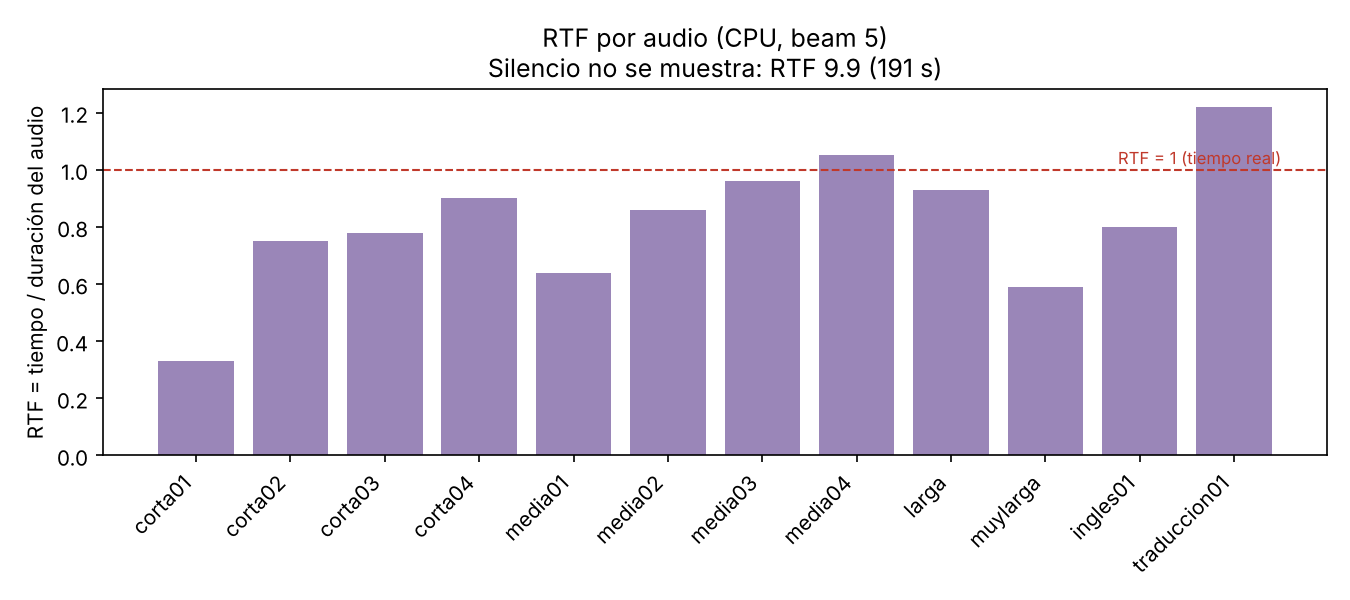 RTF por audio (CPU, beam 5)
Silencio no se muestra: RTF 9.9 (191 s)
RTF = tiempo / duración del audio
1.2
1.0
0.8
0.6
0.4
0.2
0.0
RTF = 1 (tiempo real)
corta01
corta02
corta03
corta04
media01
media02
media03
media04
larga
muylarga
ingles01
traduccion01